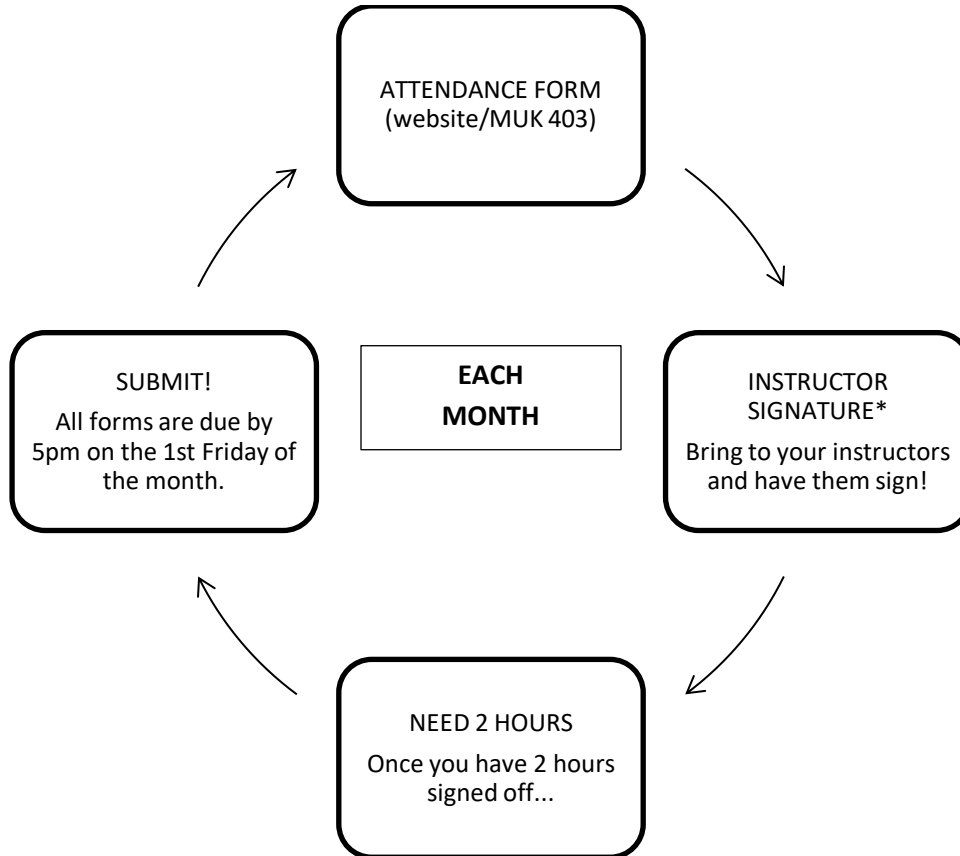 ATTENDANCE FORM
(website/MUK 403)
INSTRUCTOR
SIGNATURE*
Bring to your instructors
and have them sign!
NEED 2 HOURS
Once you have 2 hours
signed off...
SUBMIT!
All forms are due by
5pm on the 1st Friday of
the month.
EACH
MONTH